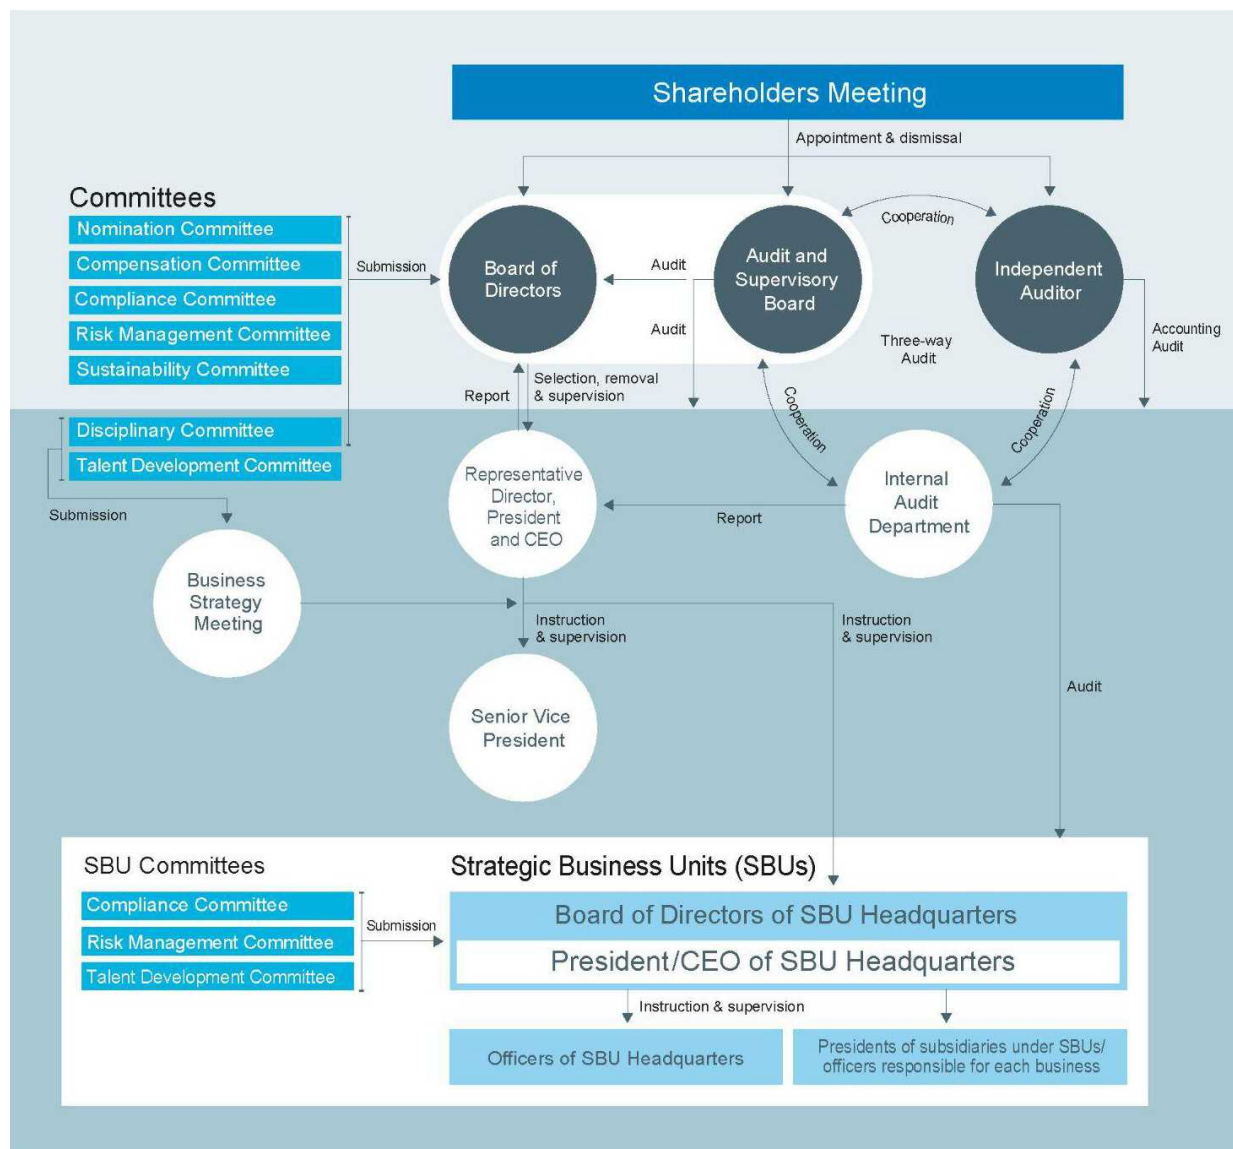 Shareholders Meeting
Appointment & dismissal
Committees
Nomination Committee
Compensation Committee
Compliance Committee
Risk Management Committee
Sustainability Committee
Disciplinary Committee
Talent Development Committee
Submission
Submission
Board of
Directors
Audit
Audit
Audit and
Supervisory
Board
Cooperation
Independent
Auditor
Three-way
Audit
Accounting
Audit
Report
Selection, removal
& supervision
Cooperation
Cooperation
Representative
Director,
President
and CEO
Report
Internal
Audit
Department
Business
Strategy
Meeting
Instruction
& supervision
Instruction
& supervision
Audit
Senior Vice
President
SBU Committees
Compliance Committee
Risk Management Committee
Talent Development Committee
Submission
Strategic Business Units (SBUs)
Board of Directors of SBU Headquarters
President/CEO of SBU Headquarters
Instruction & supervision
Officers of SBU Headquarters
Presidents of subsidiaries under SBUs/
officers responsible for each business